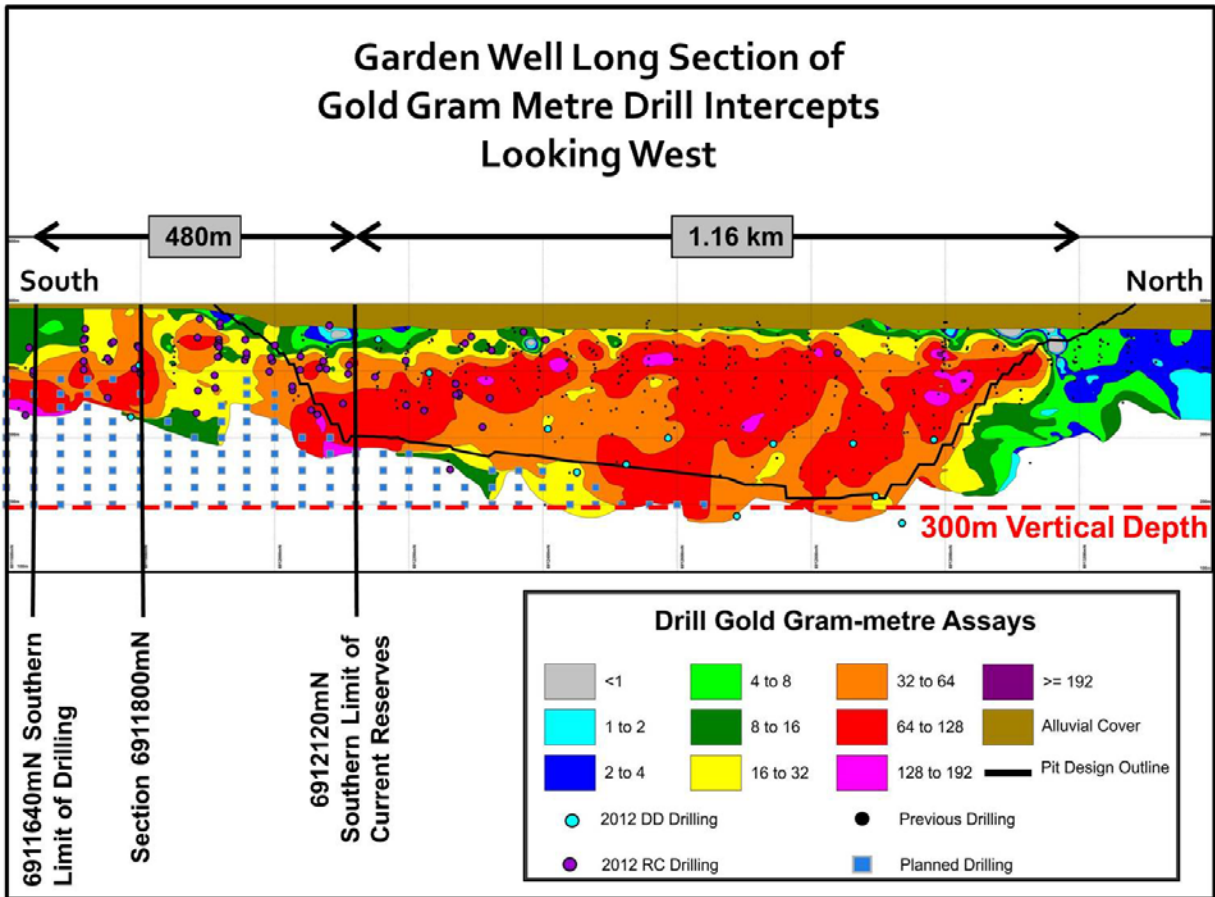 Garden Well Long Section of
Gold Gram Metre Drill Intercepts
Looking West
480m
1.16 km
South
North
300m Vertical Depth
6911640mN Southern
Limit of Drilling
Section 6911800mN
6912120mN
Southern Limit of
Current Reserves
Drill Gold Gram-metre Assays
<1
4 to 8
32 to 64
>= 192
1 to 2
8 to 16
64 to 128
Alluvial Cover
2 to 4
16 to 32
128 to 192
Pit Design Outline
2012 DD Drilling
Previous Drilling
2012 RC Drilling
Planned Drilling